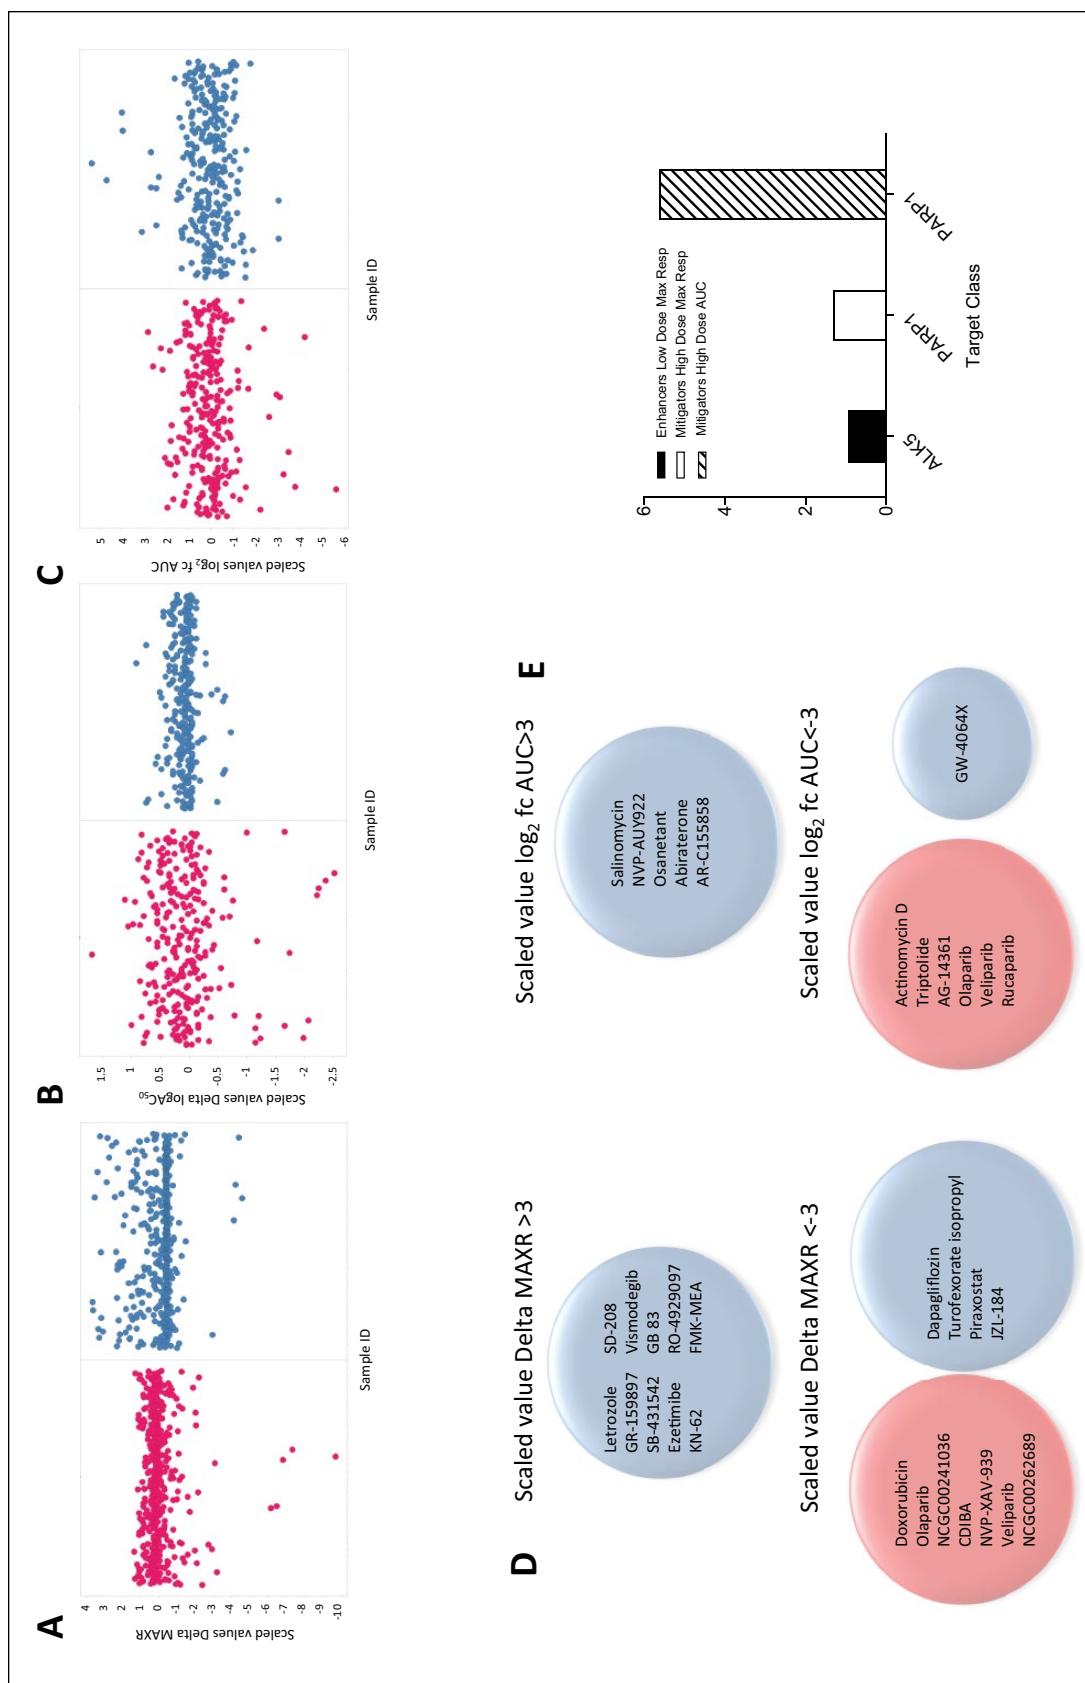 A
Scaled values Delta MAXR
4
3
2
1
0
-1
-2
-3
-4
-5
-6
-7
-8
-9
-10
Sample ID
B
Scaled values Delta logAC50
1.5
1
0.5
0
-0.5
-1
-1.5
-2
-2.5
Sample ID
C
Scaled values log2 fc AUC
5
4
3
2
1
0
-1
-2
-3
-4
-5
-6
Sample ID
D
Scaled value Delta MAXR >3
Letrozole SD-208
GR-159897 Vismodegib
SB-431542 GB 83
Ezetimibe RO-4929097
KN-62 FMK-MEA
Scaled value Delta MAXR <-3
Doxorubicin
Olaparib
NCGC00241036
CDIBA
NVP-XAV-939
Veliparib
NCGC00262689
Dapagliflozin
Turofexorate isopropyl
Piraxostat
JZL-184
Scaled value log2 fc AUC>3
Salinomycin
NVP-AUY922
Osanetant
Abiraterone
AR-C155858
Scaled value log2 fc AUC<-3
Actinomycin D
Triptolide
AG-14361
Olaparib
Veliparib
Rucaparib
GW-4064X
E
Enhancers Low Dose Max Resp
Mitigators High Dose Max Resp
Mitigators High Dose AUC
6
4
2
0
ALK5
PARP1
PARP1
Target Class